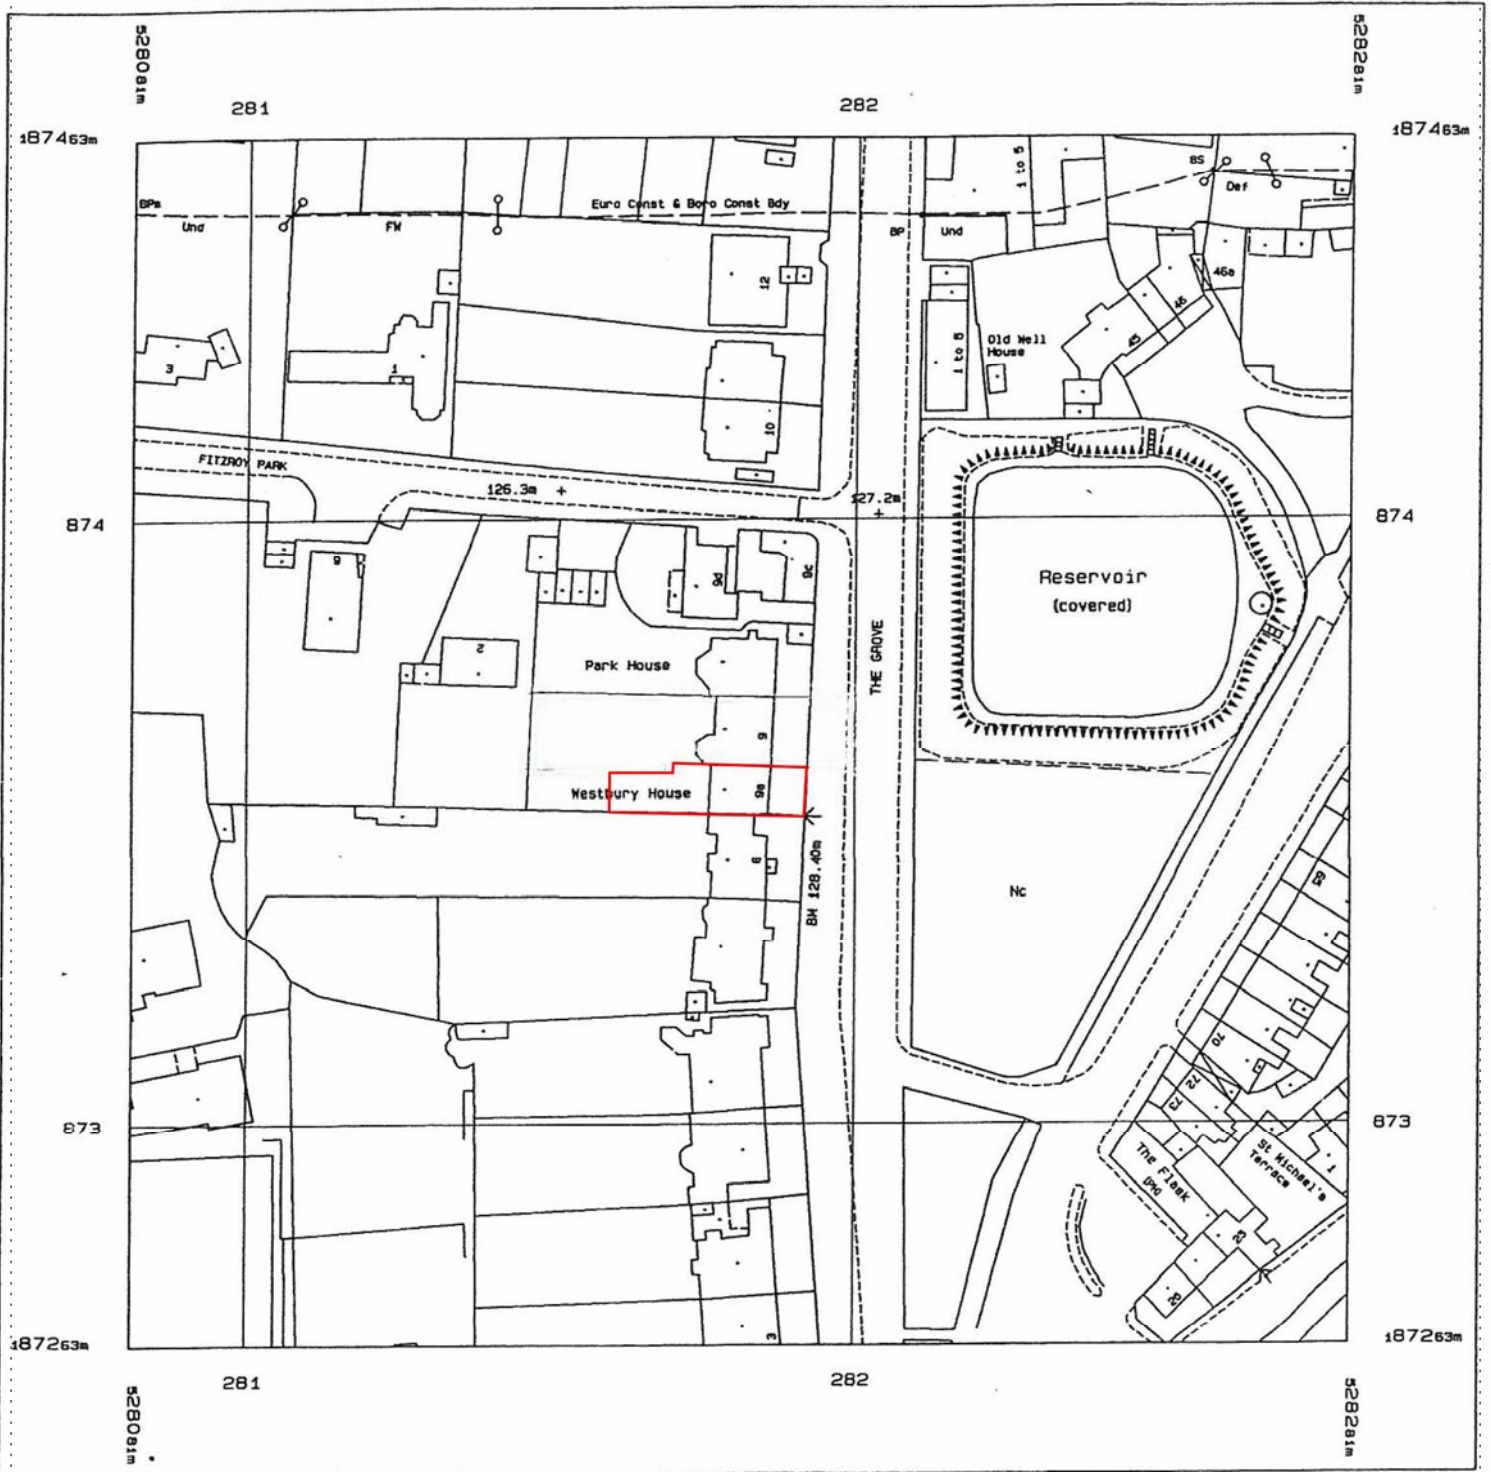 528081m
528281m
281
282
187463m
187463m
BPs
Und
FW
Euro Const & Boro Const Bdy
BP
Und
BS
Def
1 to 5
12
46a
46
45
Old Well
House
1 to 6
3
1
10
FITZROY PARK
126.3m
127.2m
874
874
9d
9c
Reservoir
(covered)
2
THE GROVE
Park House
9
Westbury House
9a
8
BM 128.40m
Nc
69
70
72
73
873
873
The Flask
(PH)
St Michael's
Terrace
1
23
3
187263m
187263m
281
282
528081m
528281m